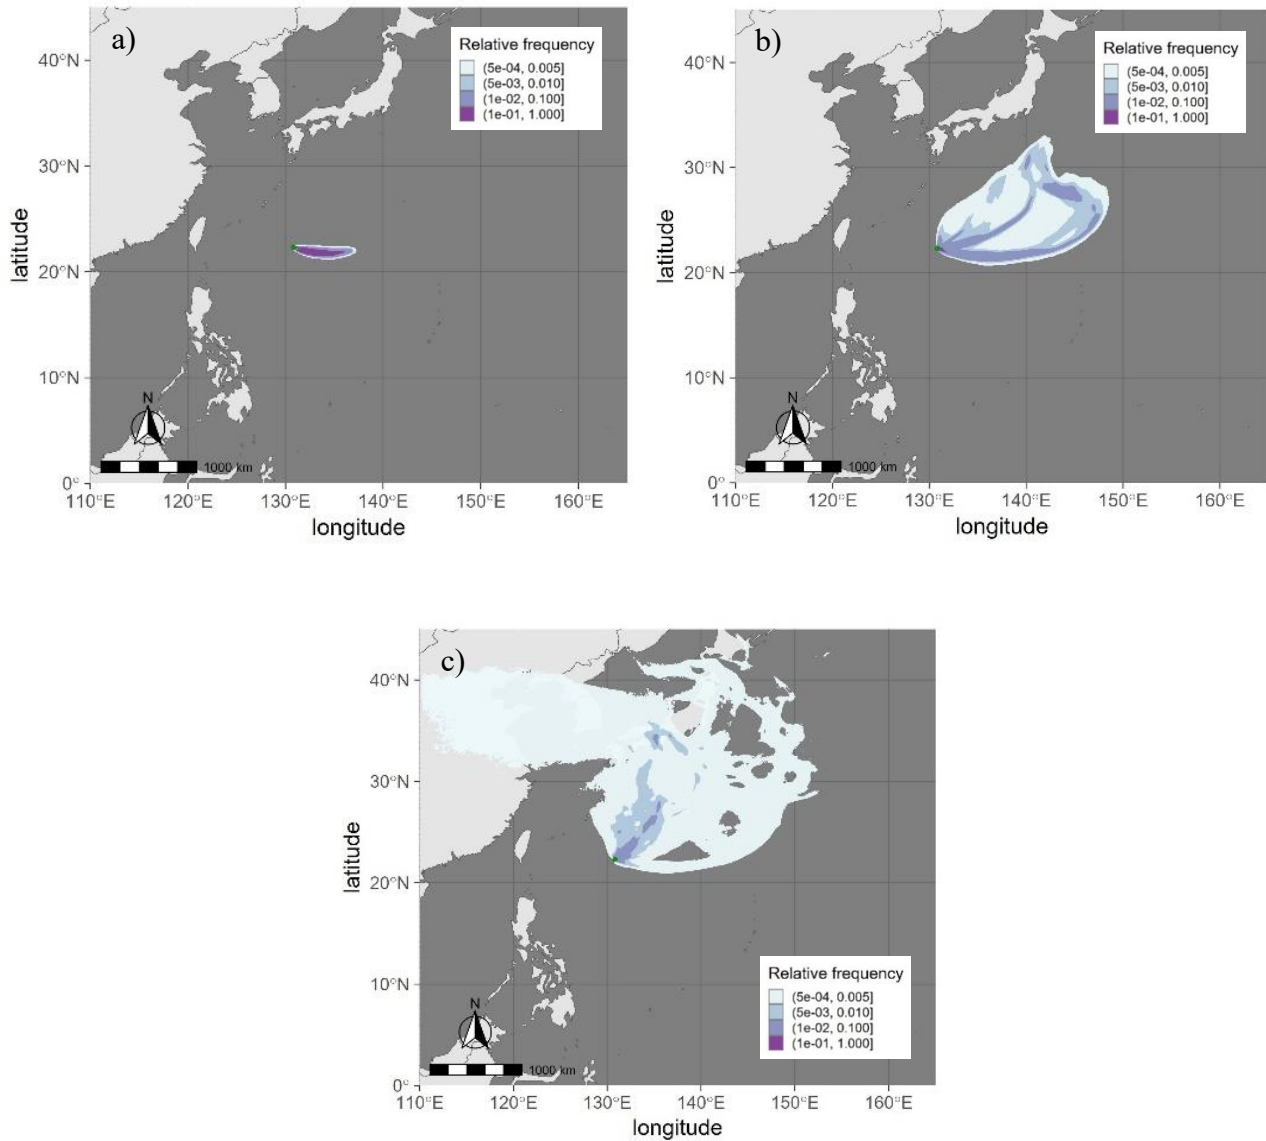 a)
Relative frequency
(5e-04, 0.005]
(5e-03, 0.010]
(1e-02, 0.100]
(1e-01, 1.000]
40°N
30°N
20°N
10°N
0°
latitude
N
1000 km
110°E 120°E 130°E 140°E 150°E 160°E
longitude
b)
Relative frequency
(5e-04, 0.005]
(5e-03, 0.010]
(1e-02, 0.100]
(1e-01, 1.000]
40°N
30°N
20°N
10°N
0°
latitude
N
1000 km
110°E 120°E 130°E 140°E 150°E 160°E
longitude
c)
40°N
30°N
20°N
10°N
0°
latitude
Relative frequency
(5e-04, 0.005]
(5e-03, 0.010]
(1e-02, 0.100]
(1e-01, 1.000]
N
1000 km
110°E 120°E 130°E 140°E 150°E 160°E
longitude